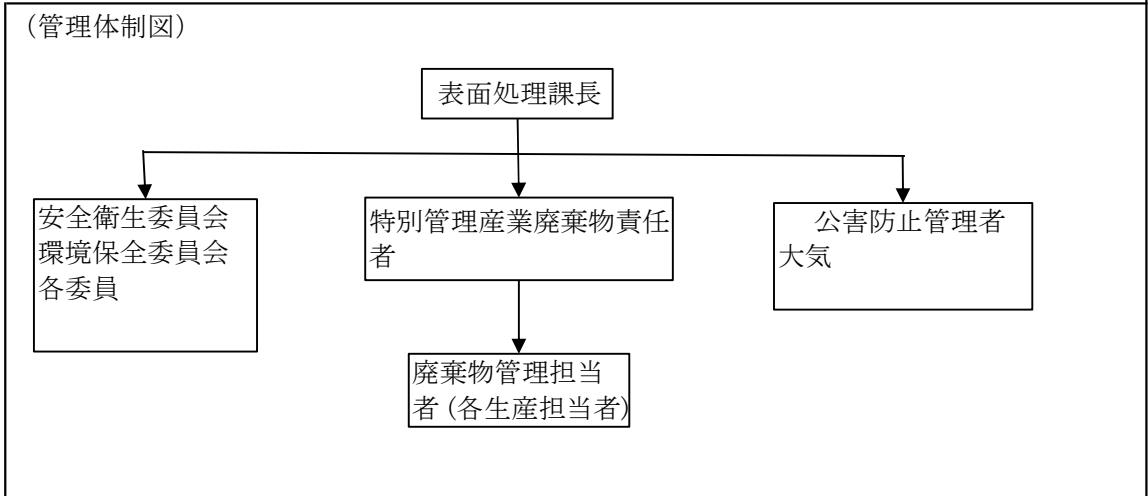 (管理体制図)
表面処理課長
安全衛生委員会
環境保全委員会
各委員
特別管理産業廃棄物責任
者
公害防止管理者
大気
廃棄物管理担当
者(各生産担当者)